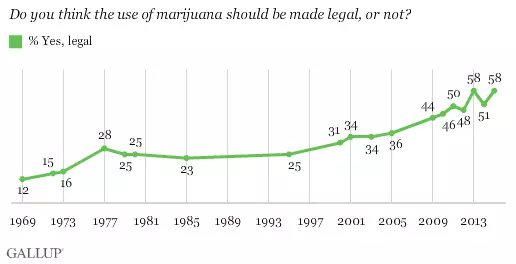 Do you think the use of marijuana should be made legal, or not?
% Yes, legal
12 15 16 28 25 25 23 25 31 34 34 36 44 46 50 48 58 51 58
1969 1973 1977 1981 1985 1989 1993 1997 2001 2005 2009 2013
GALLUP®